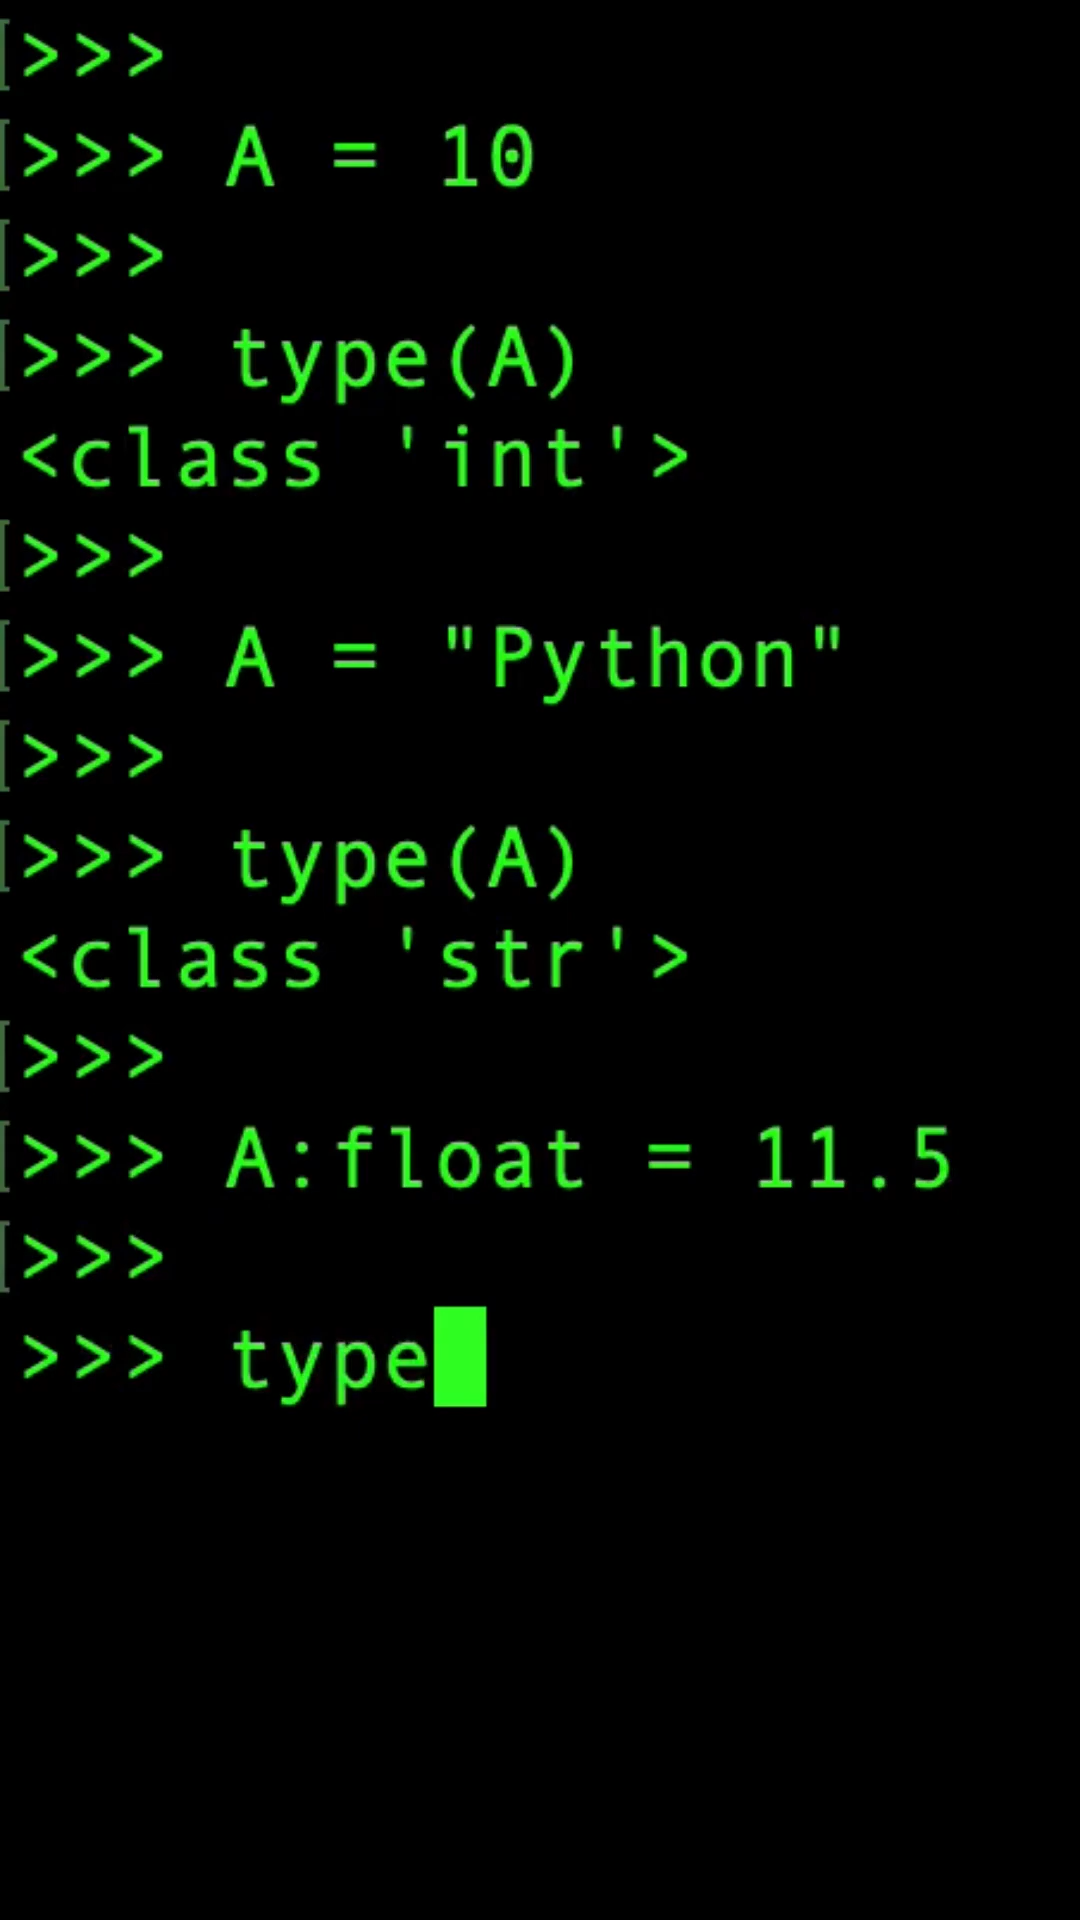 >>>
>>> A = 10
>>>
>>> type(A)
<class 'int'>
>>>
>>> A = "Python"
>>>
>>> type(A)
<class 'str'>
>>>
>>> A:float = 11.5
>>>
>>> type